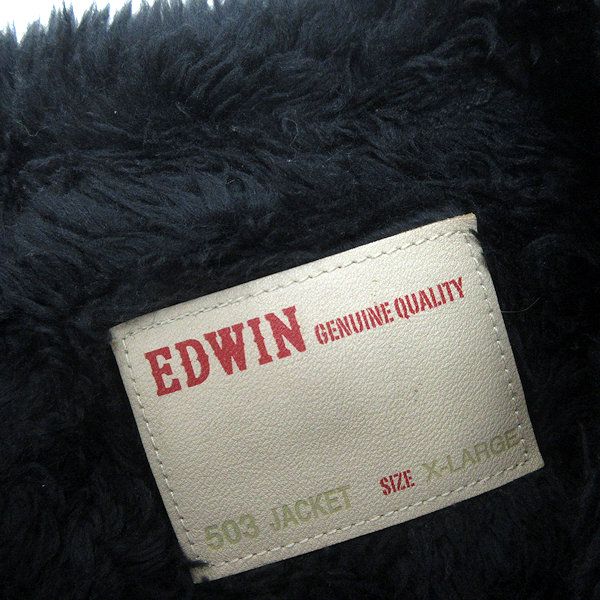 EDWIN GENUINE QUALITY
503 JACKET SIZE X-LARGE